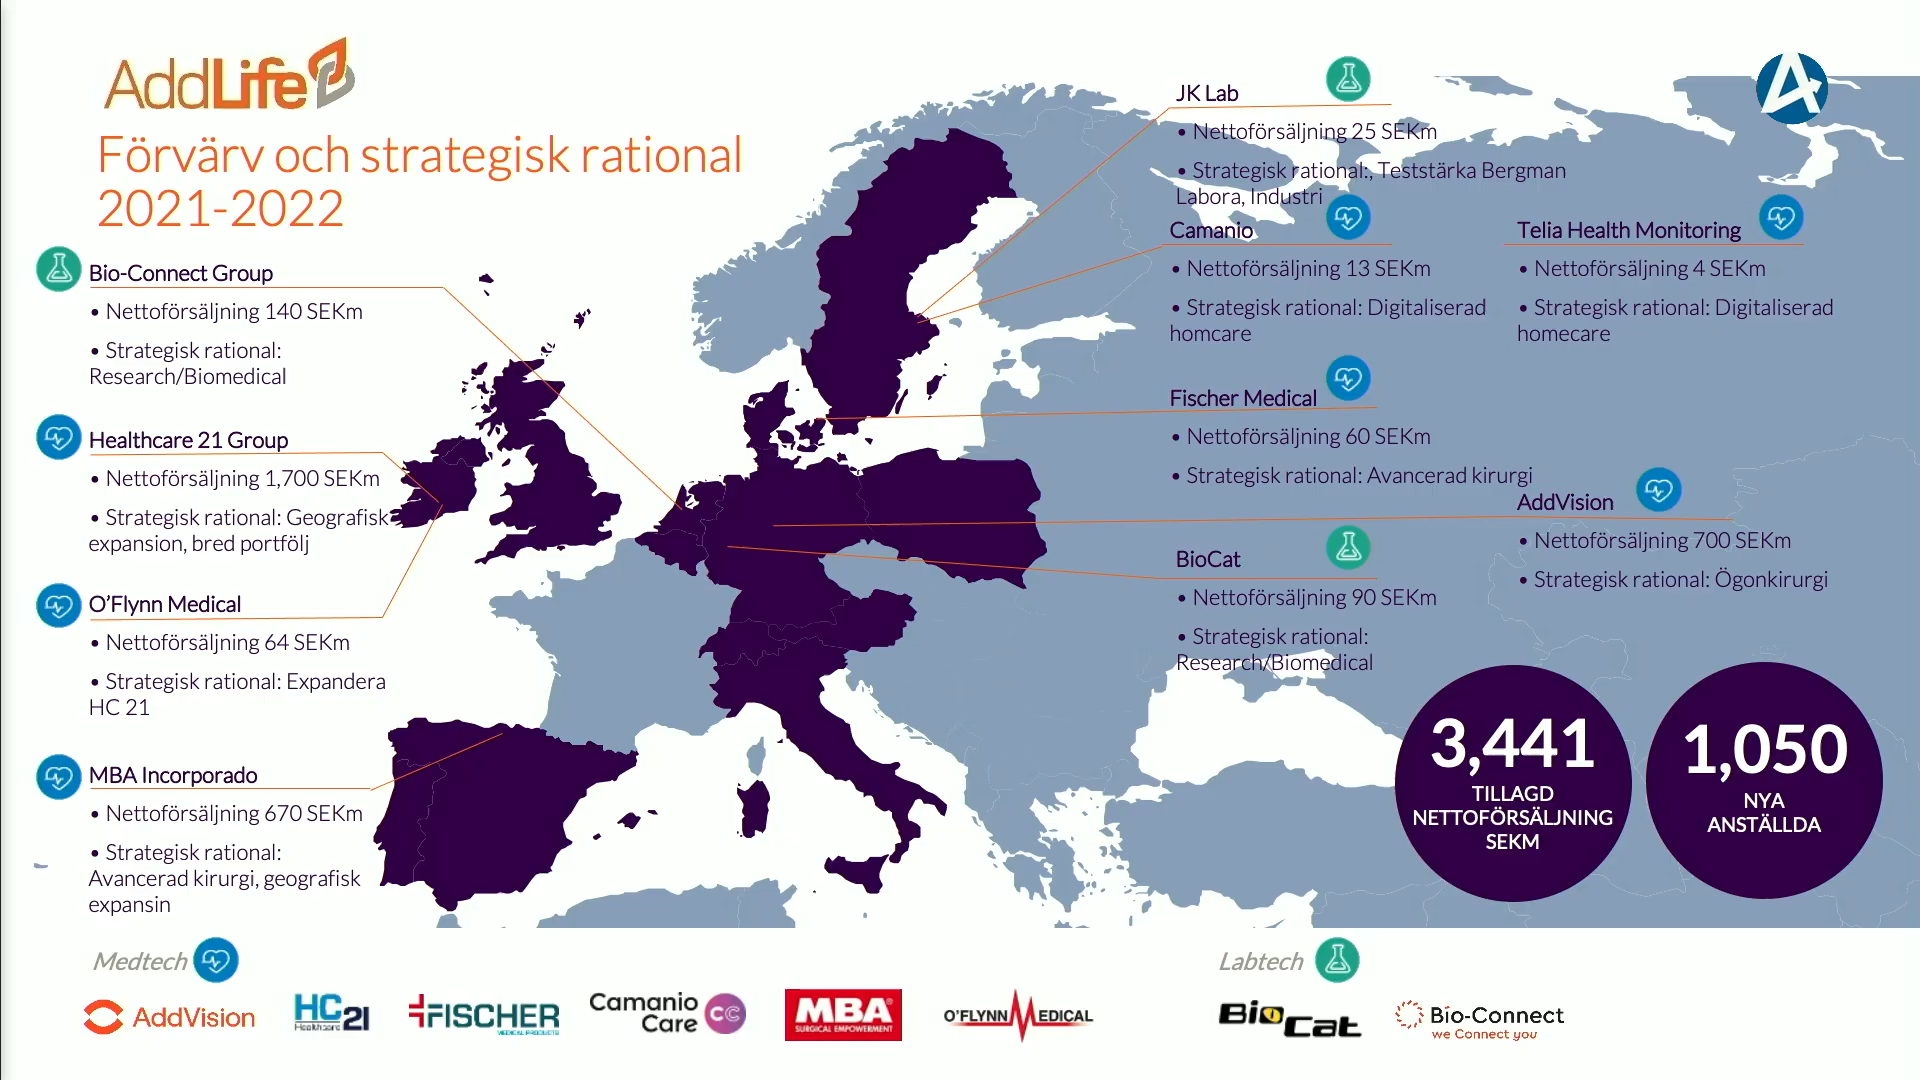 AddLife
Förvärv och strategisk rational
2021-2022
Bio-Connect Group
• Nettoförsäljning 140 SEKm
• Strategisk rational:
Research/Biomedical
Healthcare 21 Group
• Nettoförsäljning 1,700 SEKm
• Strategisk rational: Geografisk
expansion, bred portfölj
O'Flynn Medical
• Nettoförsäljning 64 SEKm
• Strategisk rational: Expandera
HC 21
MBA Incorporado
• Nettoförsäljning 670 SEKm
• Strategisk rational:
Avancerad kirurgi, geografisk
expansin
JK Lab
• Nettoförsäljning 25 SEKm
• Strategisk rational:, Teststärka Bergman
Labora, Industri
Camanio
• Nettoförsäljning 13 SEKm
• Strategisk rational: Digitaliserad
homcare
Telia Health Monitoring
• Nettoförsäljning 4 SEKm
• Strategisk rational: Digitaliserad
homecare
Fischer Medical
• Nettoförsäljning 60 SEKm
• Strategisk rational: Avancerad kirurgi
AddVision
• Nettoförsäljning 700 SEKm
• Strategisk rational: Ögonkirurgi
BioCat
• Nettoförsäljning 90 SEKm
• Strategisk rational:
Research/Biomedical
3,441
TILLAGD
NETTOFÖRSÄLJNING
SEKM
1,050
NYA
ANSTÄLLDA
Medtech
AddVision
HC21
Healthcare
FISCHER
MEDICAL PRODUCTS
Camanio
Care
CC
MBA®
SURGICAL EMPOWERMENT
O'FLYNN MEDICAL
Labtech
BioCat
Bio-Connect
we Connect you